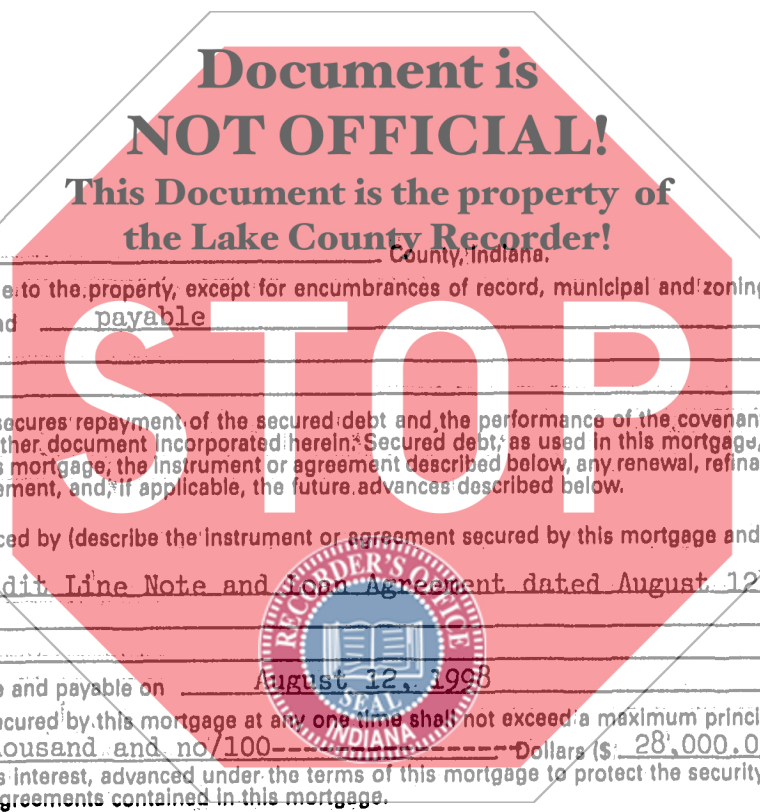 Document is
NOT OFFICIAL!
This Document is the property of
the Lake County Recorder!
County, Indiana.
e to the property, except for encumbrances of record, municipal and zoning
nd payable
STOP
secures repayment of the secured debt and the performance of the covenan
ther document incorporated herein. Secured debt, as used in this mortgage,
s mortgage, the instrument or agreement described below, any renewal, refina
ement, and, if applicable, the future advances described below.
ced by (describe the instrument or agreement secured by this mortgage and
dit Line Note and Loan Agreement dated August 12
RECORDER'S OFFICE
e and payable on August 12, 1998
SEAL
INDIANA
ecured by this mortgage at any one time shall not exceed a maximum princi
ousand and no/100---------------------Dollars ($ 28,000.0
s interest, advanced under the terms of this mortgage to protect the security
greements contained in this mortgage.